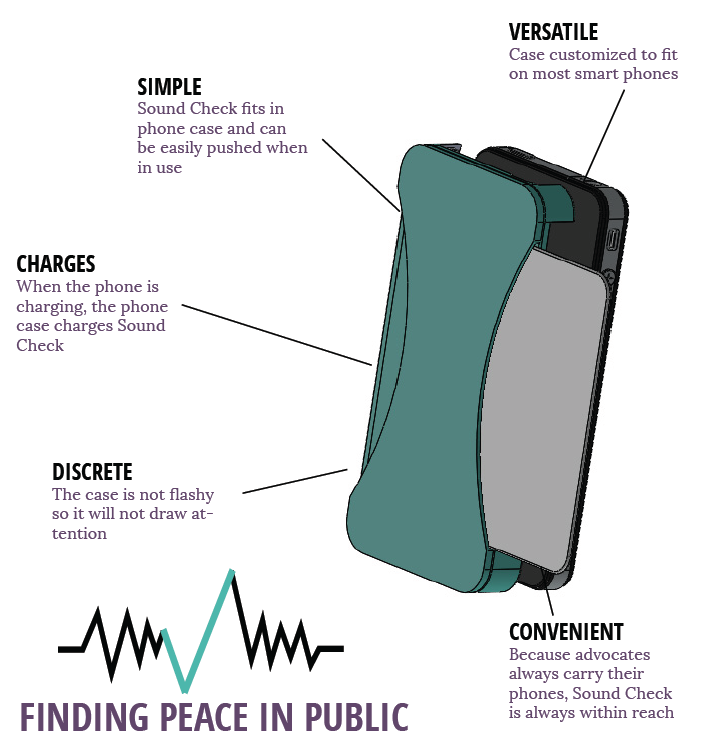 VERSATILE
Case customized to fit
on most smart phones
SIMPLE
Sound Check fits in
phone case and can
be easily pushed when
in use
CHARGES
When the phone is
charging, the phone
case charges Sound
Check
DISCRETE
The case is not flashy
so it will not draw at-
tention
CONVENIENT
Because advocates
always carry their
phones, Sound Check
is always within reach
FINDING PEACE IN PUBLIC